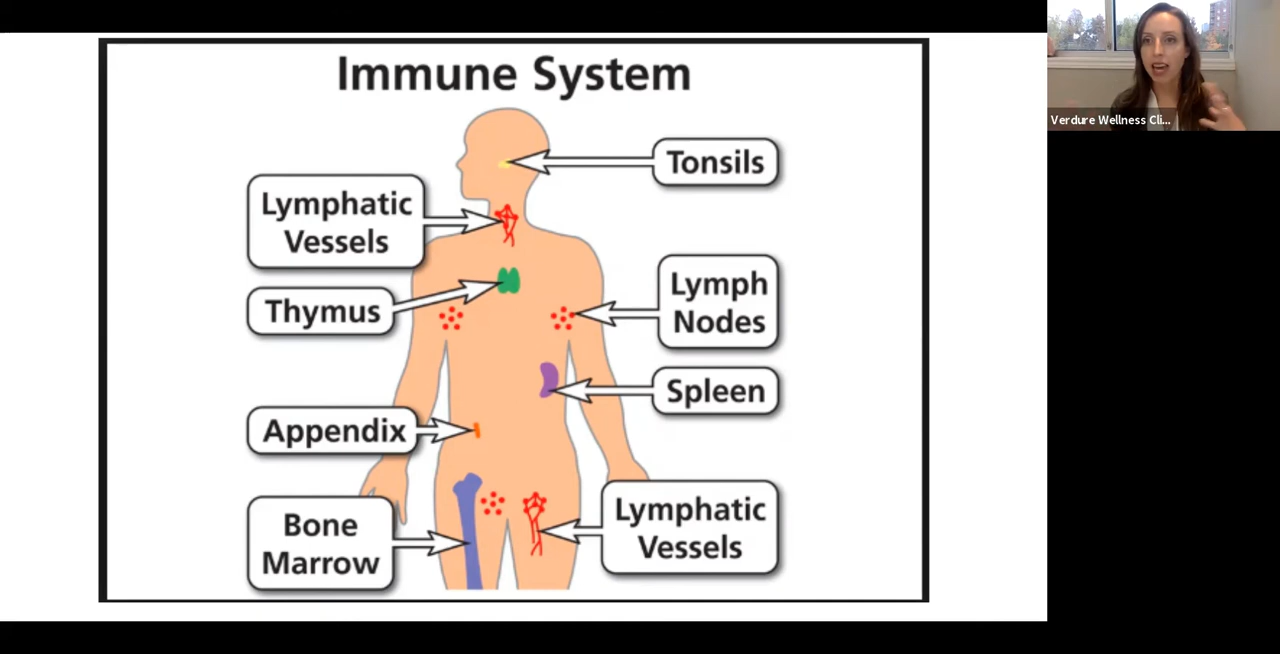 Immune System
Tonsils
Lymphatic
Vessels
Thymus
Lymph
Nodes
Spleen
Appendix
Bone
Marrow
Lymphatic
Vessels
Verdure Wellness Cli...